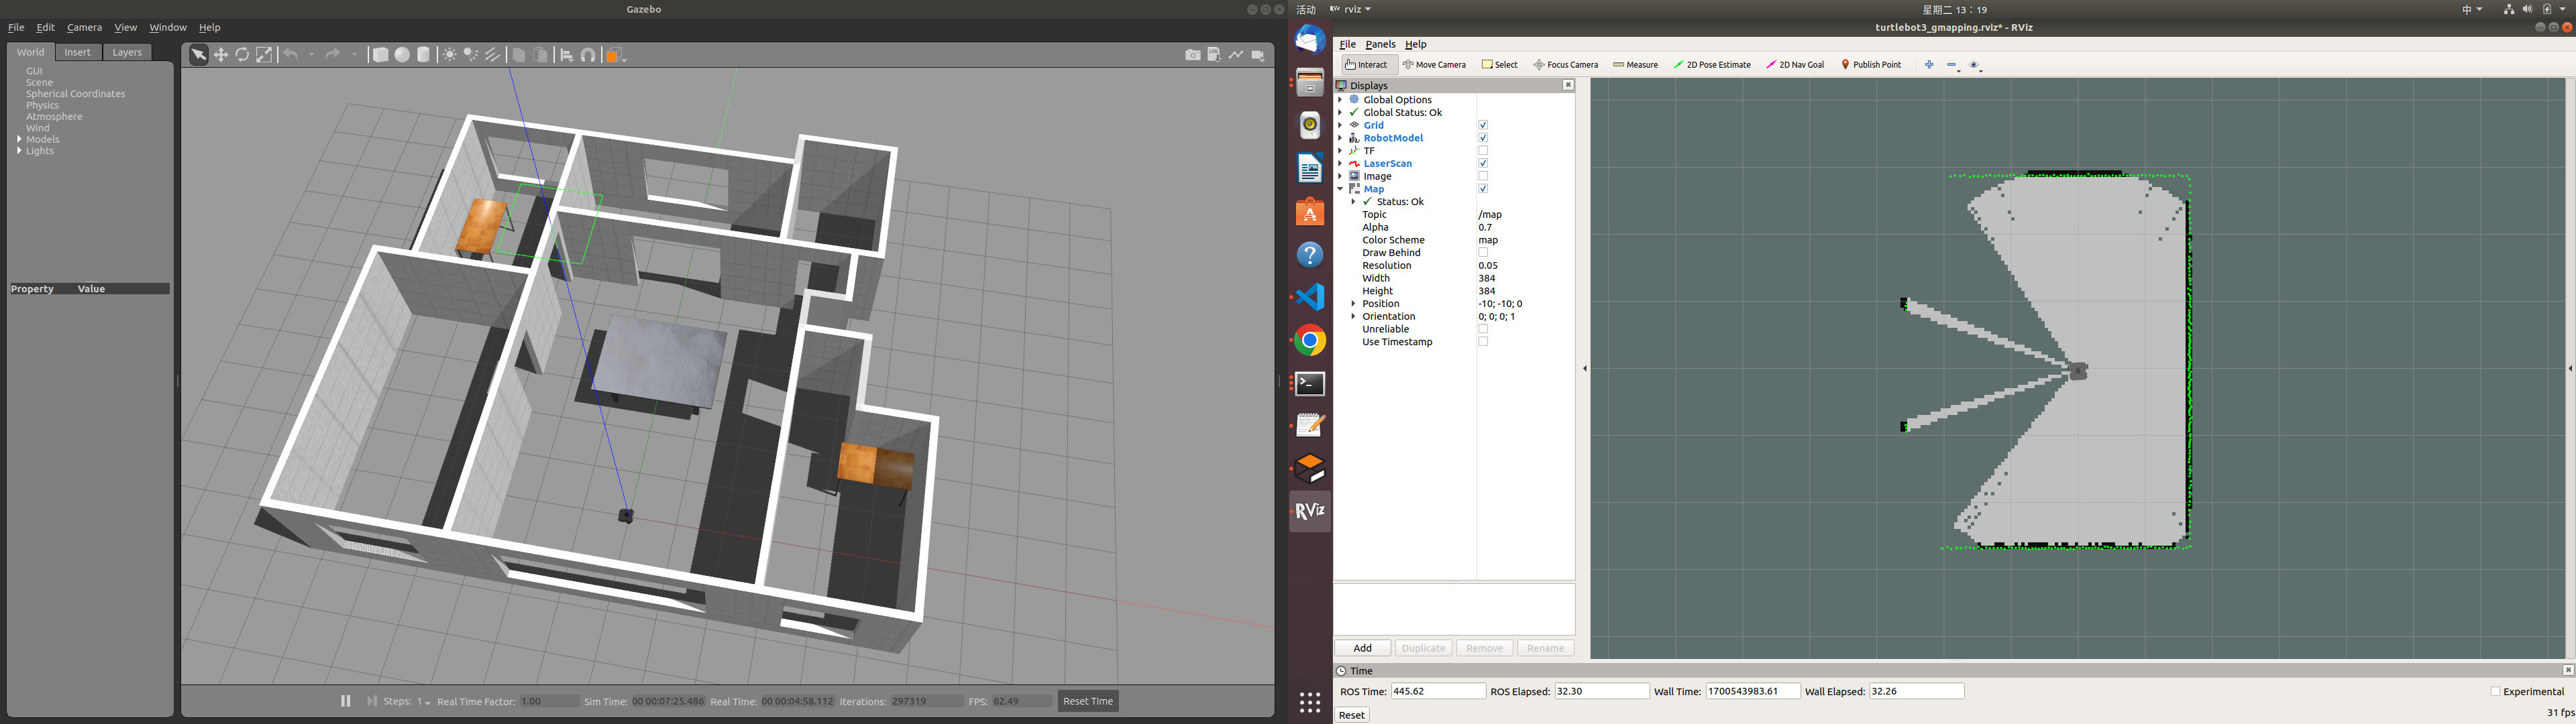 Gazebo
File Edit Camera View Window Help
World Insert Layers
GUI
Scene
Spherical Coordinates
Physics
Atmosphere
Wind
Models
Lights
Property Value
Steps: 1 Real Time Factor: 1.00 Sim Time: 00 00:07:25.486 Real Time: 00 00:04:58.112 Iterations: 297319 FPS: 62.49 Reset Time
活动 rviz 星期二 13：19 中
turtlebot3_gmapping.rviz* - RViz
File Panels Help
Interact Move Camera Select Focus Camera Measure 2D Pose Estimate 2D Nav Goal Publish Point
Displays
Global Options
Global Status: Ok
Grid
RobotModel
TF
LaserScan
Image
Map
Status: Ok
Topic /map
Alpha 0.7
Color Scheme map
Draw Behind
Resolution 0.05
Width 384
Height 384
Position -10; -10; 0
Orientation 0; 0; 0; 1
Unreliable
Use Timestamp
RViz
Add Duplicate Remove Rename
Time
ROS Time: 445.62 ROS Elapsed: 32.30 Wall Time: 1700543983.61 Wall Elapsed: 32.26 Experimental
Reset 31 fps